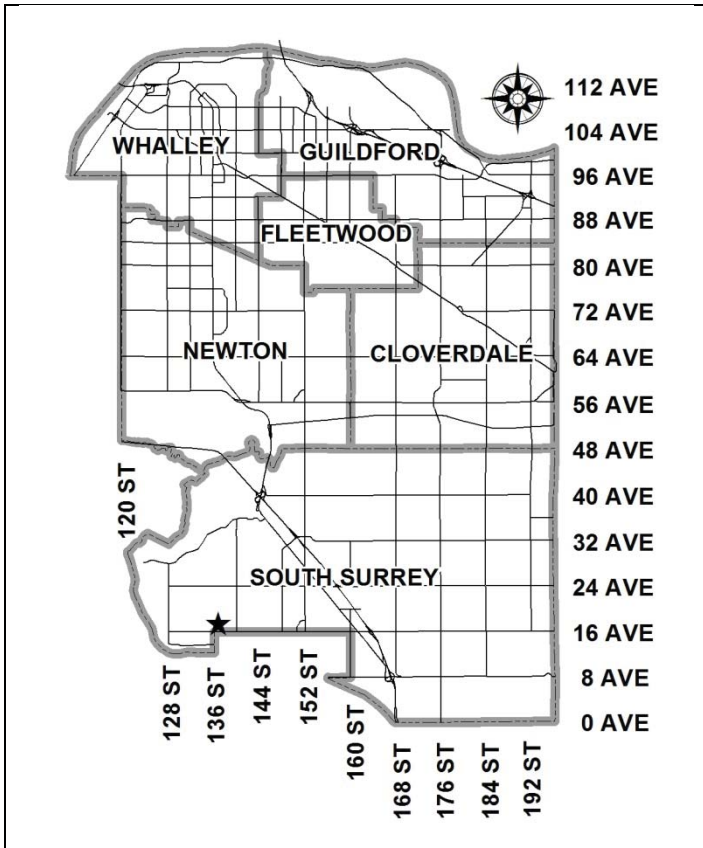 112 AVE
104 AVE
WHALLEY
GUILDFORD
96 AVE
88 AVE
FLEETWOOD
80 AVE
72 AVE
NEWTON
CLOVERDALE
64 AVE
56 AVE
48 AVE
120 ST
40 AVE
32 AVE
SOUTH SURREY
24 AVE
16 AVE
128 ST
136 ST
144 ST
152 ST
8 AVE
160 ST
0 AVE
168 ST
176 ST
184 ST
192 ST